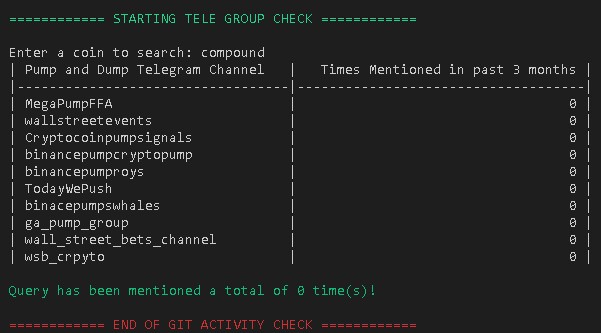 ============ STARTING TELE GROUP CHECK ============
Enter a coin to search: compound
| Pump and Dump Telegram Channel | Times Mentioned in past 3 months |
|--------------------------------|------------------------------------|
| MegaPumpFFA | 0 |
| wallstreetevents | 0 |
| Cryptocoinpumpsignals | 0 |
| binancepumpcryptopump | 0 |
| binancepumproys | 0 |
| TodayWePush | 0 |
| binacepumpswhales | 0 |
| ga_pump_group | 0 |
| wall_street_bets_channel | 0 |
| wsb_crpyto | 0 |
Query has been mentioned a total of 0 time(s)!
============ END OF GIT ACTIVITY CHECK ============